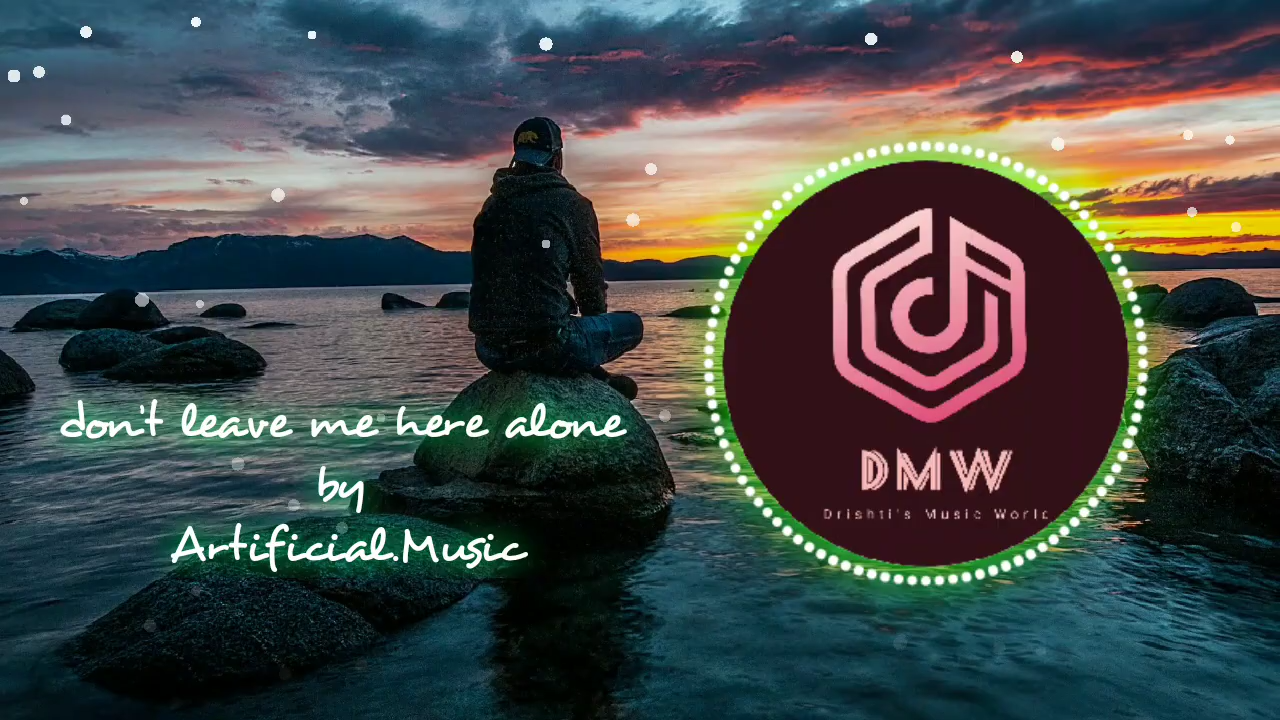 don't leave me here alone
by
Artificial.Music
DMW
Drishti's Music World